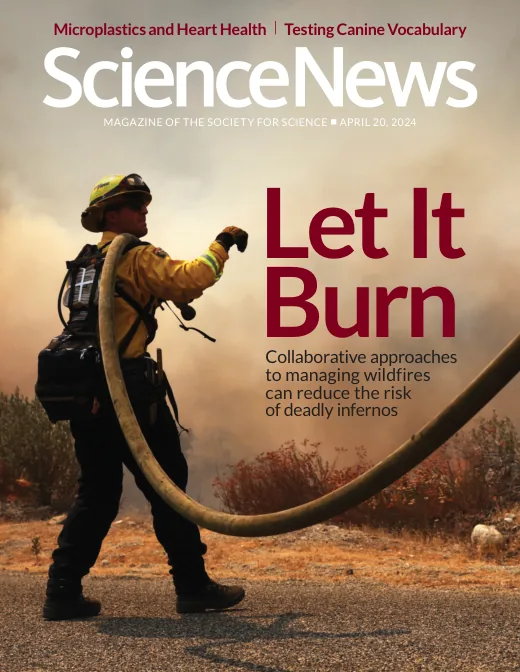 Microplastics and Heart Health | Testing Canine Vocabulary
ScienceNews
MAGAZINE OF THE SOCIETY FOR SCIENCE ■ APRIL 20, 2024
Let It
Burn
Collaborative approaches
to managing wildfires
can reduce the risk
of deadly infernos